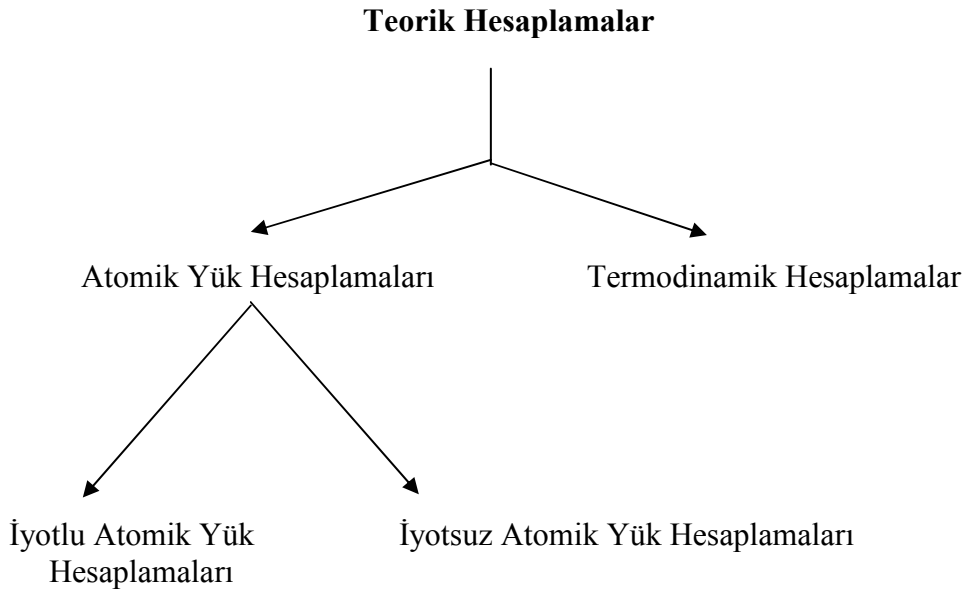 Teorik Hesaplamalar
Atomik Yük Hesaplamaları
Termodinamik Hesaplamalar
İyotlu Atomik Yük
Hesaplamaları
İyotsuz Atomik Yük Hesaplamaları